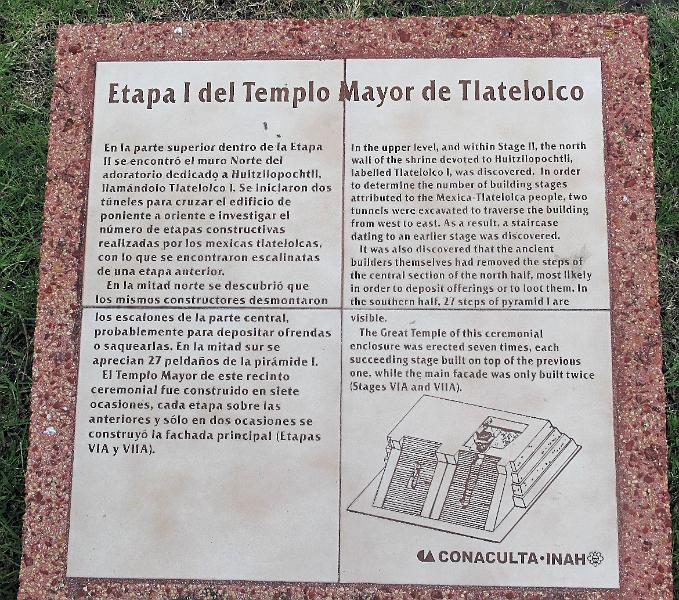 Etapa I del Templo Mayor de Tlatelolco
En la parte superior dentro de la Etapa
II se encontró el muro Norte del
adoratorio dedicado a Huitzilopochtli,
llamándolo Tlatelolco I. Se iniciaron dos
túneles para cruzar el edificio de
poniente a oriente e investigar el
número de etapas constructivas
realizadas por los mexicas tlatelolcas,
con lo que se encontraron escalinatas
de una etapa anterior.
En la mitad norte se descubrió que
los mismos constructores desmontaron
los escalones de la parte central,
probablemente para depositar ofrendas
o saquearlas. En la mitad sur se
aprecian 27 peldaños de la pirámide I.
El Templo Mayor de este recinto
ceremonial fue construido en siete
ocasiones, cada etapa sobre las
anteriores y sólo en dos ocasiones se
construyó la fachada principal (Etapas
VIA y VIIA).
In the upper level, and within Stage II, the north
wall of the shrine devoted to Huitzilopochtli,
labelled Tlatelolco I, was discovered. In order
to determine the number of building stages
attributed to the Mexica-Tlatelolca people, two
tunnels were excavated to traverse the building
from west to east. As a result, a staircase
dating to an earlier stage was discovered.
It was also discovered that the ancient
builders themselves had removed the steps of
the central section of the north half, most likely
in order to deposit offerings or to loot them. In
the southern half, 27 steps of pyramid I are
visible.
The Great Temple of this ceremonial
enclosure was erected seven times, each
succeeding stage built on top of the previous
one, while the main facade was only built twice
(Stages VIA and VIIA).
CONACULTA•INAH